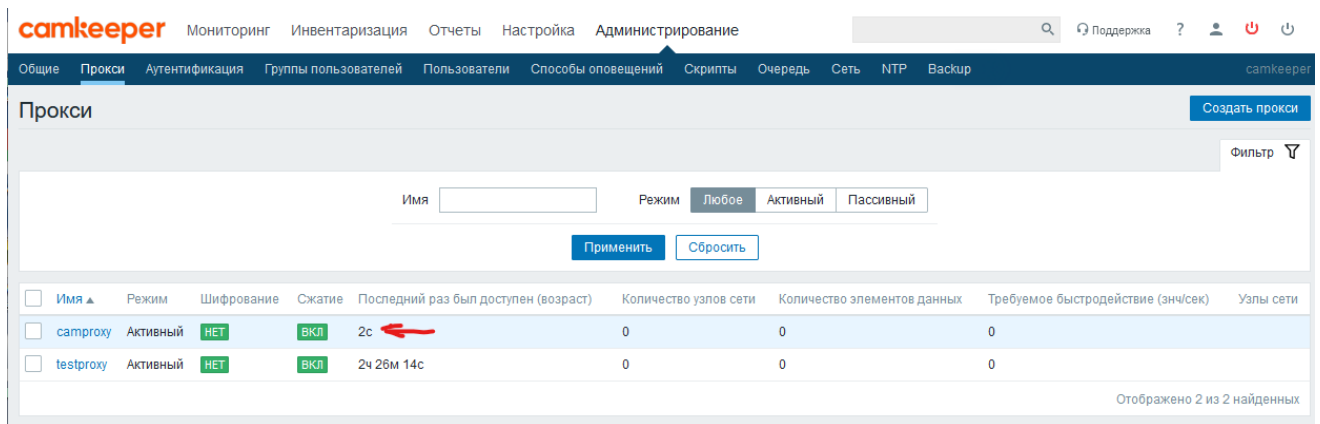 camkeeper Мониторинг Инвентаризация Отчеты Настройка Администрирование Поддержка ?
Общие Прокси Аутентификация Группы пользователей Пользователи Способы оповещений Скрипты Очередь Сеть NTP Backup camkeeper
Прокси Создать прокси
Фильтр
Имя Режим Любое Активный Пассивный
Применить Сбросить
Имя Режим Шифрование Сжатие Последний раз был доступен (возраст) Количество узлов сети Количество элементов данных Требуемое быстродействие (знч/сек) Узлы сети
camproxy Активный НЕТ ВКЛ 2с 0 0 0
testproxy Активный НЕТ ВКЛ 2ч 26м 14с 0 0 0
Отображено 2 из 2 найденных